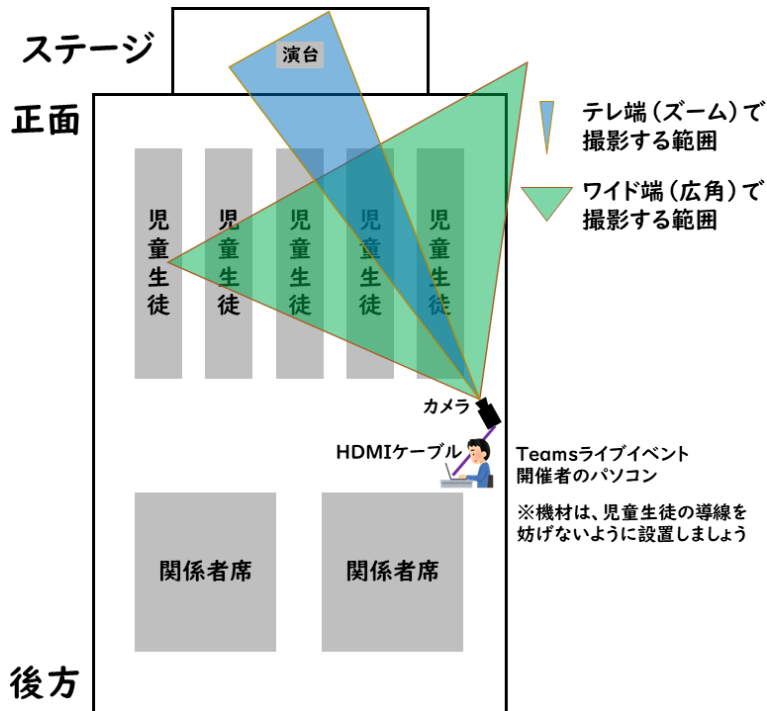 ステージ
演台
正面
テレ端(ズーム)で
撮影する範囲
ワイド端(広角)で
撮影する範囲
児童生徒
児童生徒
児童生徒
児童生徒
児童生徒
カメラ
HDMIケーブル
Teamsライブイベント
開催者のパソコン
※機材は、児童生徒の導線を
妨げないように設置しましょう
関係者席
関係者席
後方